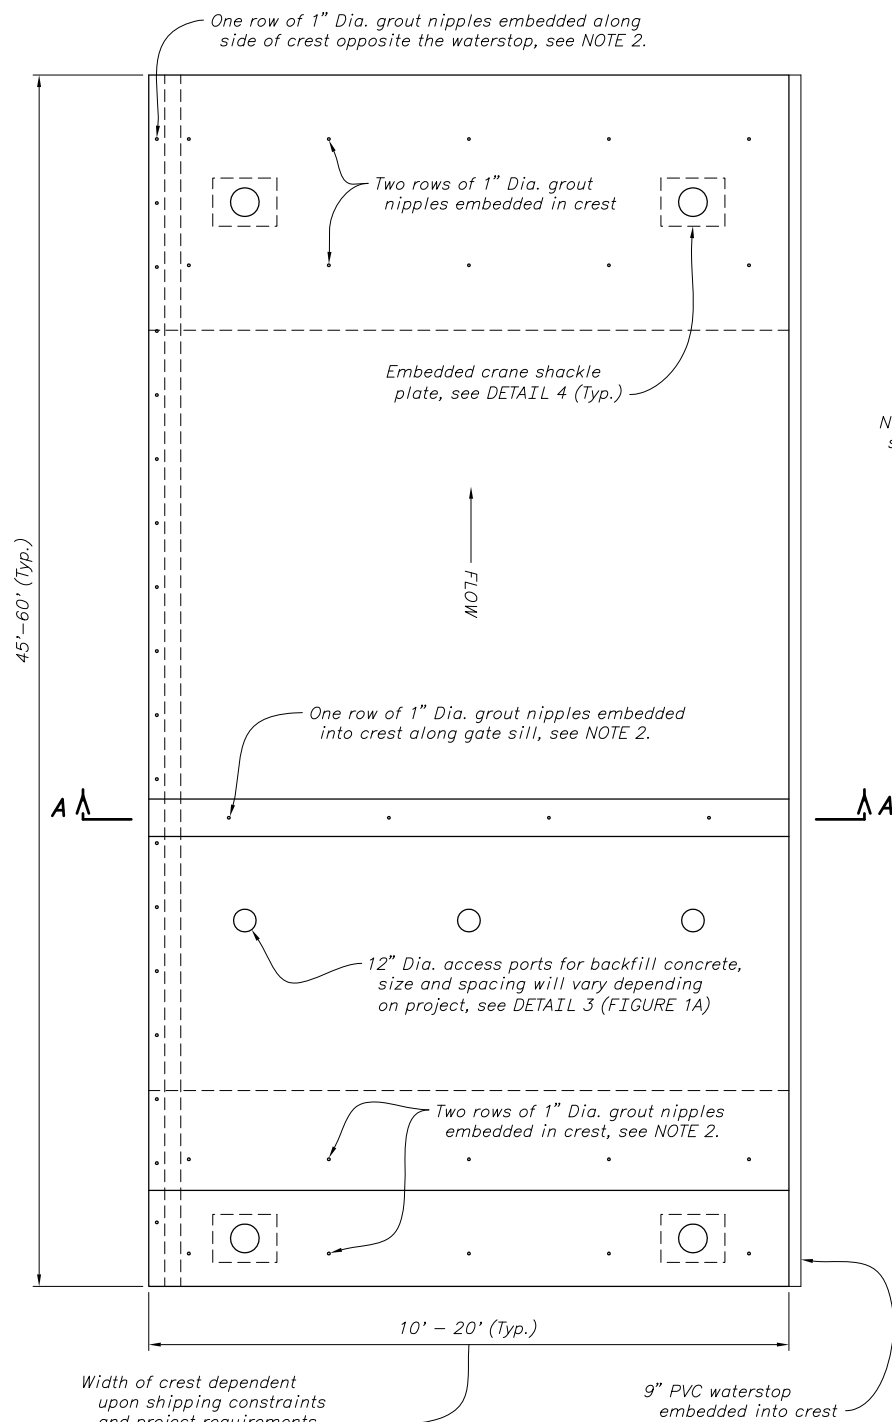 One row of 1" Dia. grout nipples embedded along
side of crest opposite the waterstop, see NOTE 2.
Two rows of 1" Dia. grout
nipples embedded in crest
Embedded crane shackle
plate, see DETAIL 4 (Typ.)
N
s
FLOW
45'-60' (Typ.)
One row of 1" Dia. grout nipples embedded
into crest along gate sill, see NOTE 2.
A
A
12" Dia. access ports for backfill concrete,
size and spacing will vary depending
on project, see DETAIL 3 (FIGURE 1A)
Two rows of 1" Dia. grout nipples
embedded in crest, see NOTE 2.
10' - 20' (Typ.)
Width of crest dependent
upon shipping constraints
and project requirements
9" PVC waterstop
embedded into crest